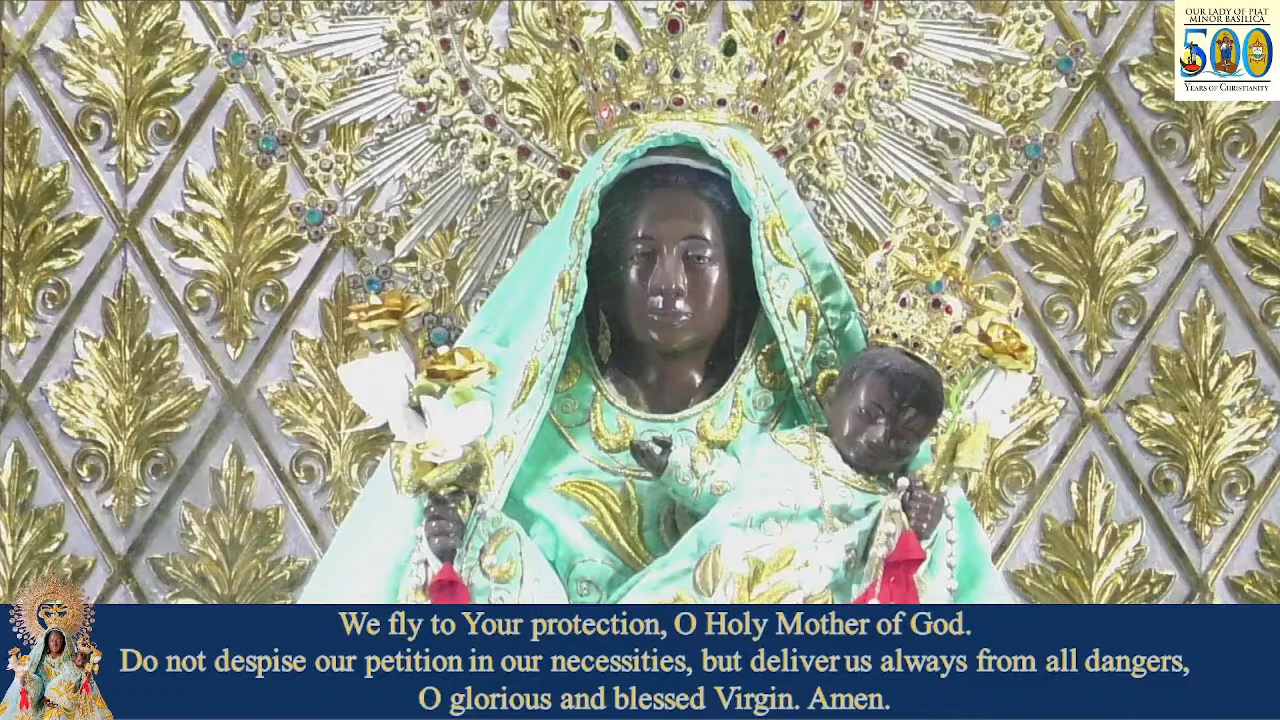 OUR LADY OF PIAT
MINOR BASILICA
500
YEARS OF CHRISTIANITY
We fly to Your protection, O Holy Mother of God.
Do not despise our petition in our necessities, but deliver us always from all dangers,
O glorious and blessed Virgin. Amen.